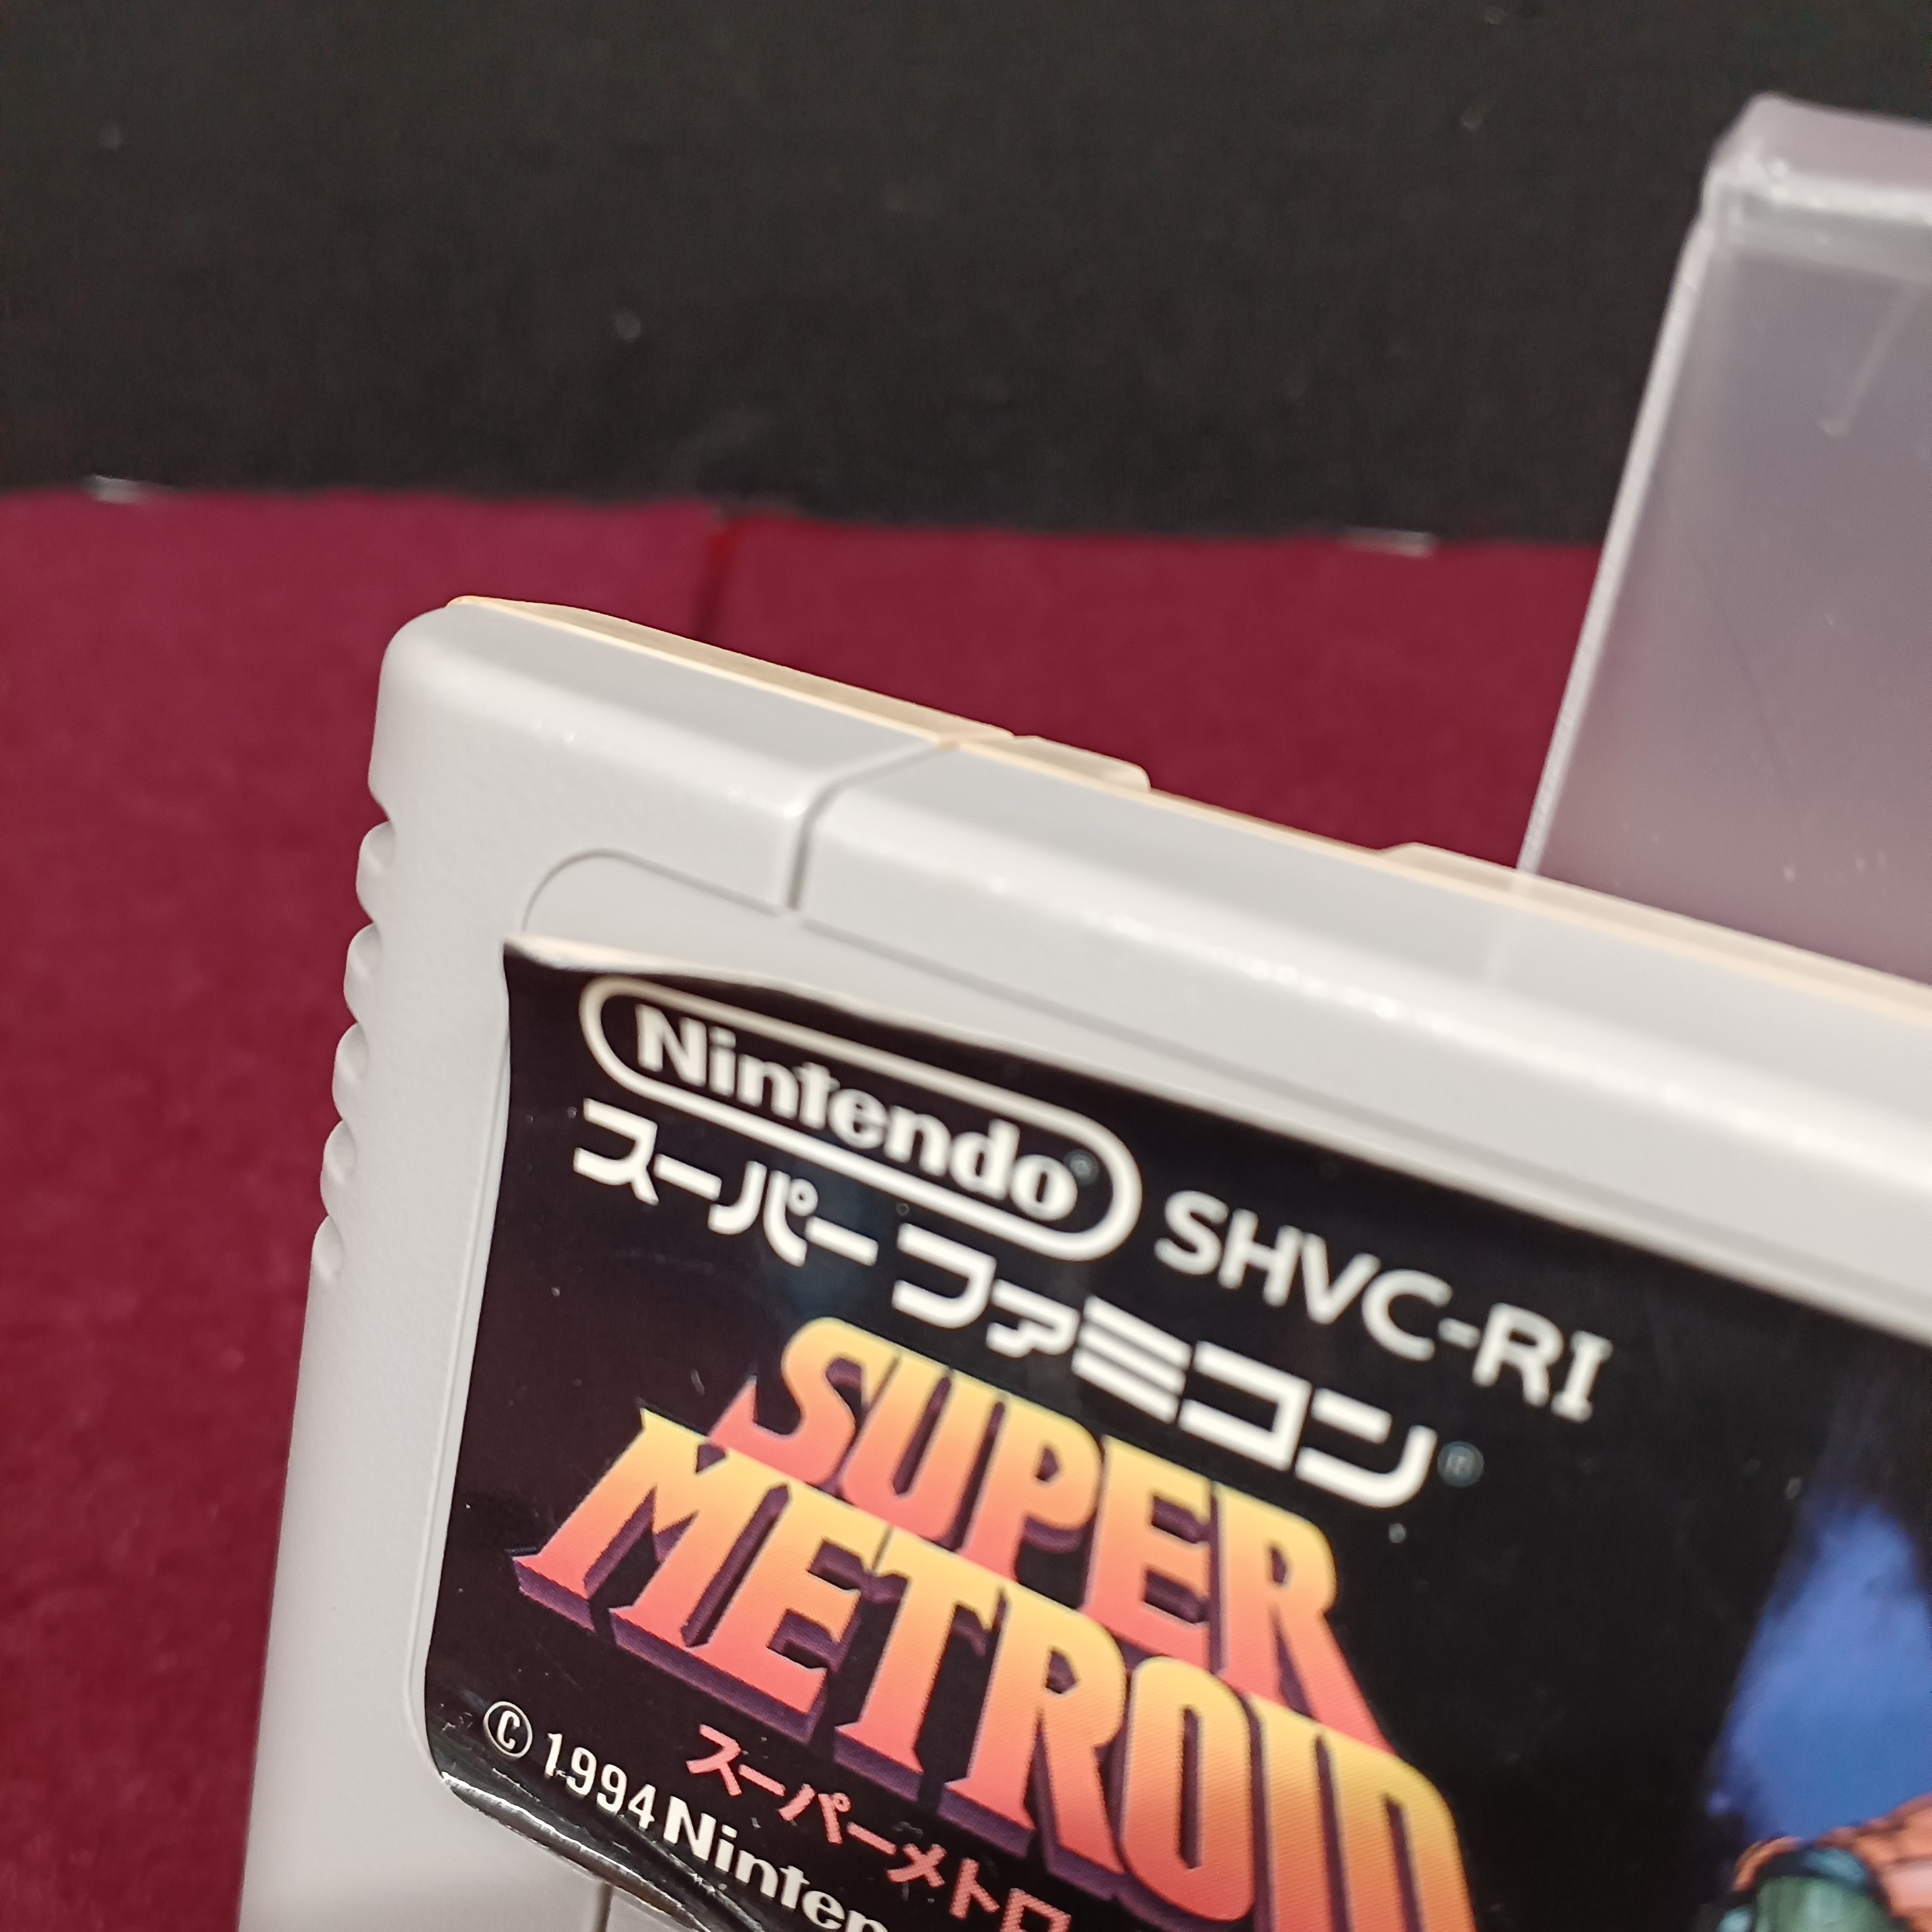 Nintendo SHVC-RI
スーパーファミコン
SUPER
METROID
スーパーメトロ
© 1994 Ninten